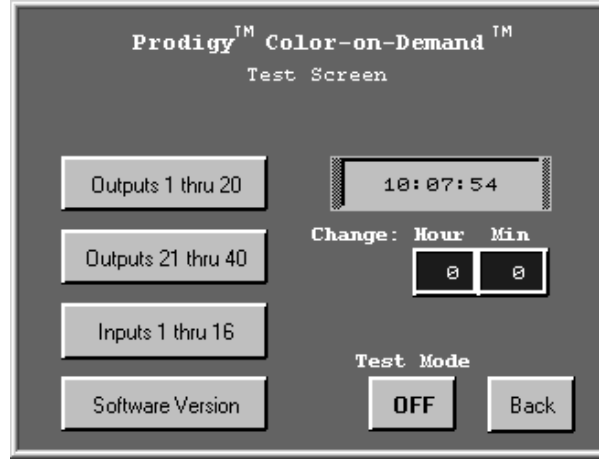 Prodigy™ Color-on-Demand™
Test Screen
Outputs 1 thru 20
10:07:54
Change: Hour Min
Outputs 21 thru 40
0 0
Inputs 1 thru 16
Test Mode
Software Version
OFF
Back